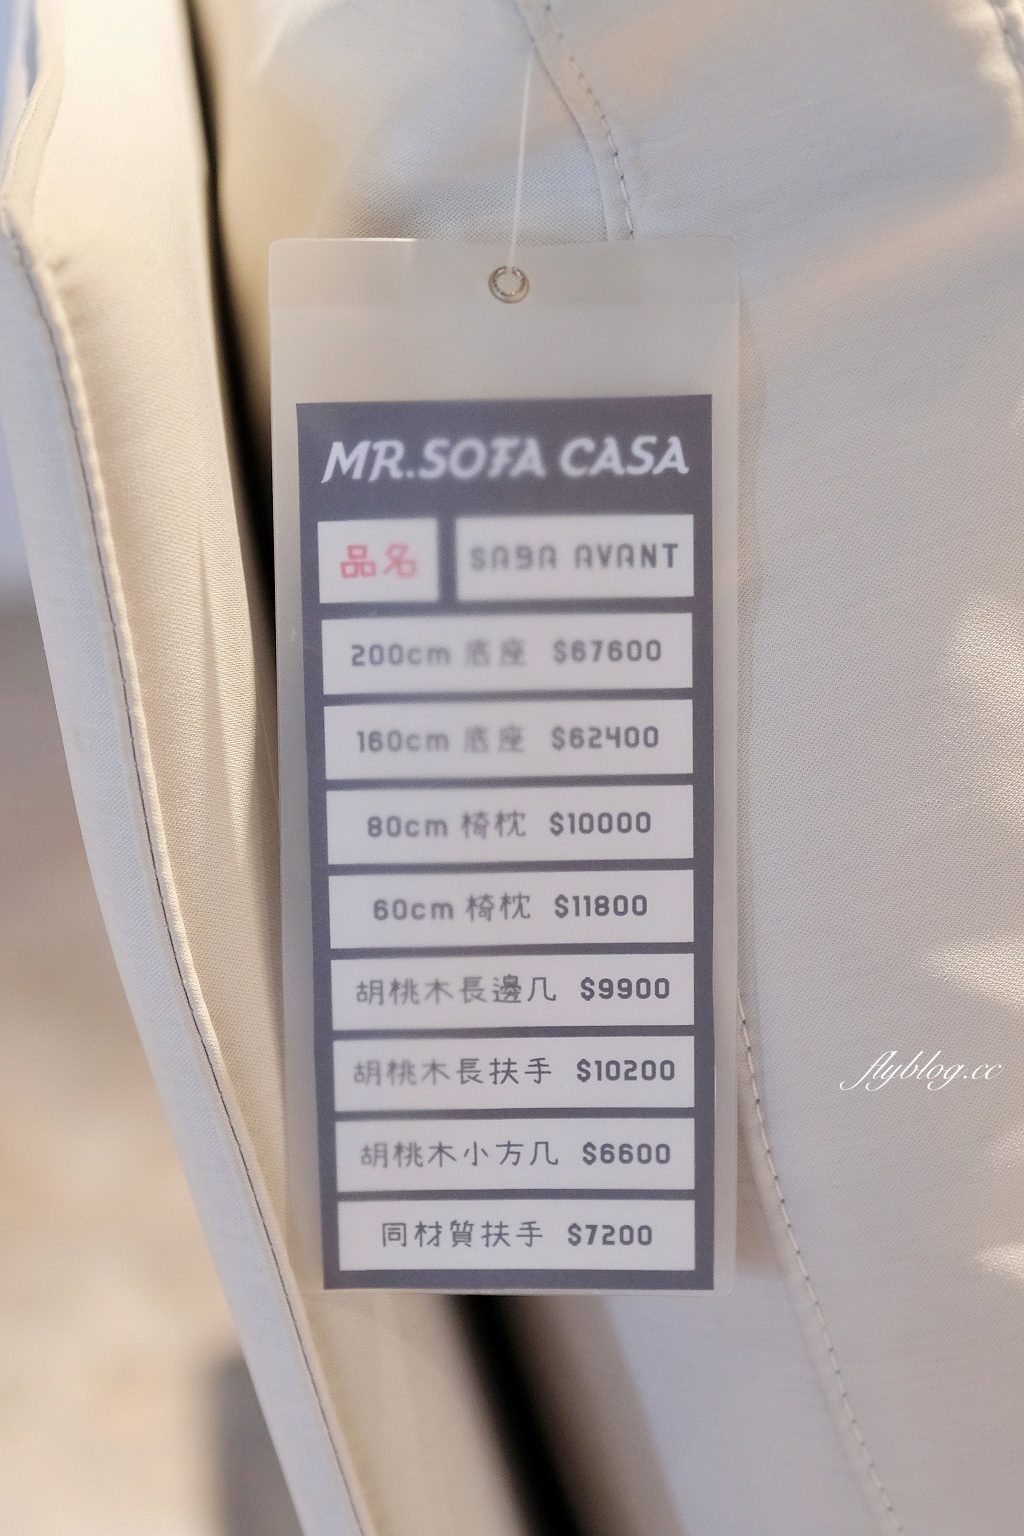 MR.SOFA CASA
品名 SABA AVANT
200cm 底座 $67600
160cm 底座 $62400
80cm 椅枕 $10000
60cm 椅枕 $11800
胡桃木長邊几 $9900
胡桃木長扶手 $10200
胡桃木小方几 $6600
同材質扶手 $7200
flyblog.cc